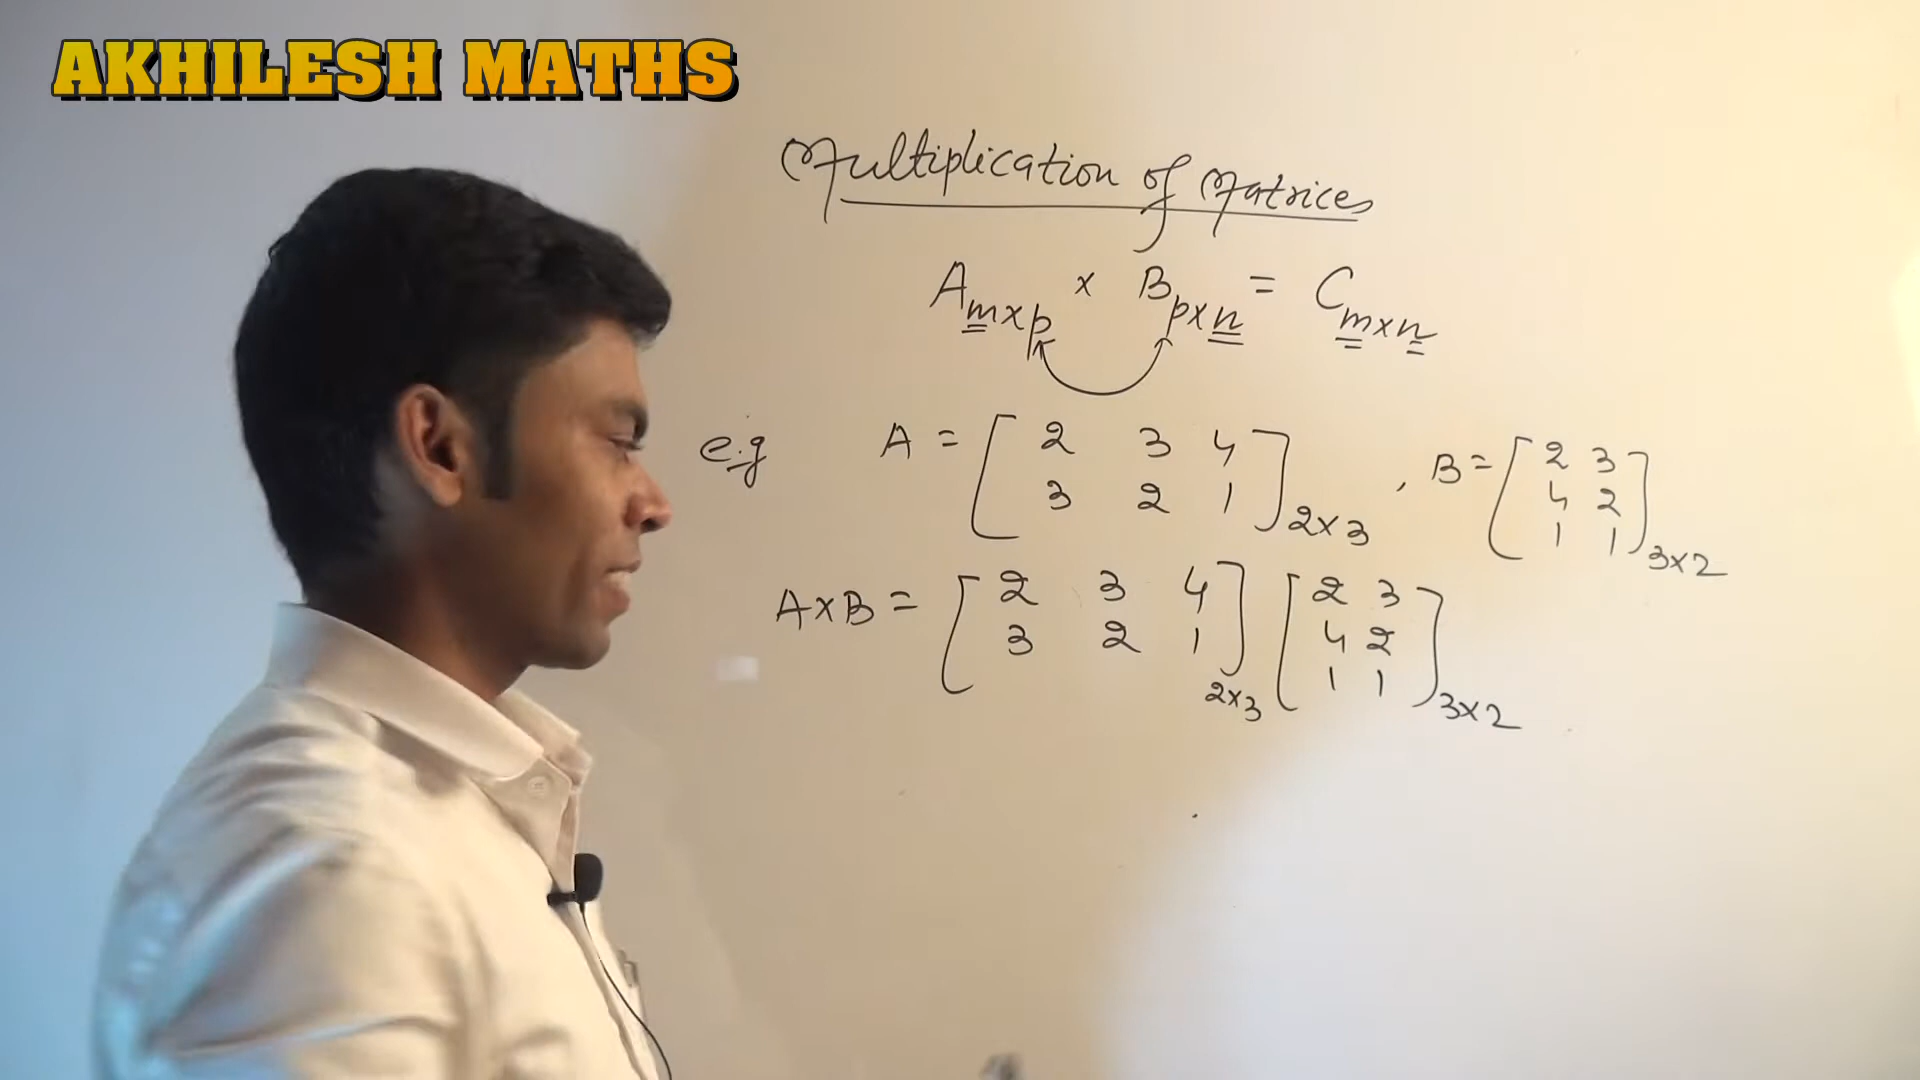 AKHILESH MATHS
Multiplication of Matrices
A m×p × B p×n = C m×n
e.g A = [ 2 3 4
3 2 1 ] 2×3 , B = [ 2 3
4 2
1 1 ] 3×2
A×B = [ 2 3 4
3 2 1 ] 2×3 [ 2 3
4 2
1 1 ] 3×2